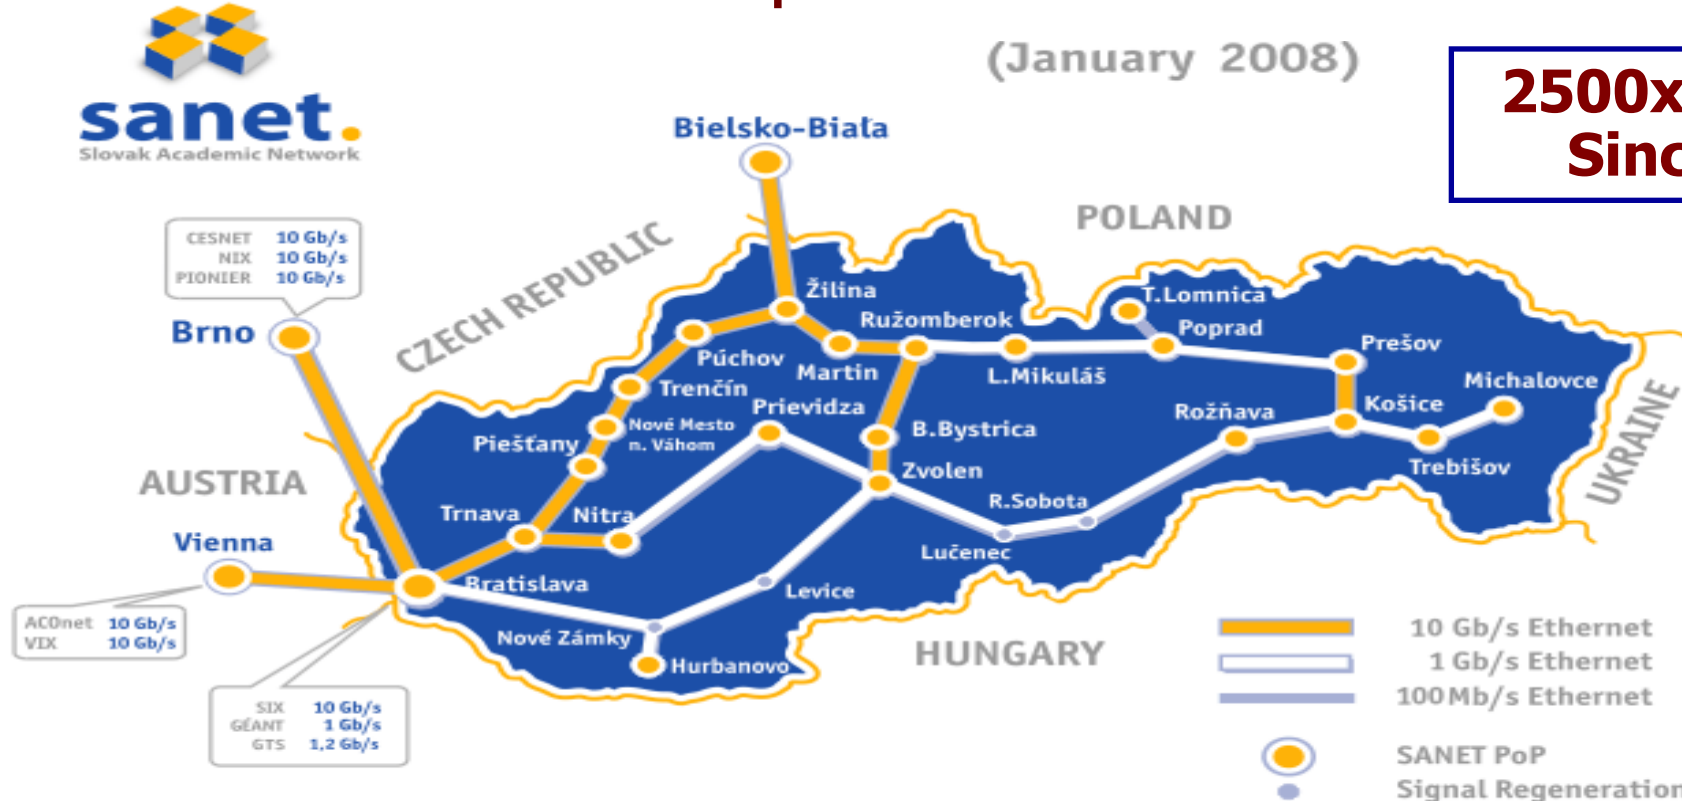 (January 2008)
sanet.
Slovak Academic Network
2500x
Sinc
Bielsko-Biała
POLAND
CZECH REPUBLIC
CESNET 10 Gb/s
NIX 10 Gb/s
PIONIER 10 Gb/s
Brno
Žilina
T.Lomnica
Ružomberok
Poprad
Prešov
Púchov
Martin
L.Mikuláš
Trenčín
Michalovce
Prievidza
Rožňava
Košice
Nové Mesto
n. Váhom
B.Bystrica
Piešťany
Zvolen
Trebišov
UKRAINE
AUSTRIA
R.Sobota
Trnava
Nitra
Lučenec
Vienna
Bratislava
Levice
ACOnet 10 Gb/s
VIX 10 Gb/s
Nové Zámky
Hurbanovo
HUNGARY
SIX 10 Gb/s
GÉANT 1 Gb/s
GTS 1,2 Gb/s
10 Gb/s Ethernet
1 Gb/s Ethernet
100Mb/s Ethernet
SANET PoP
Signal Regeneration